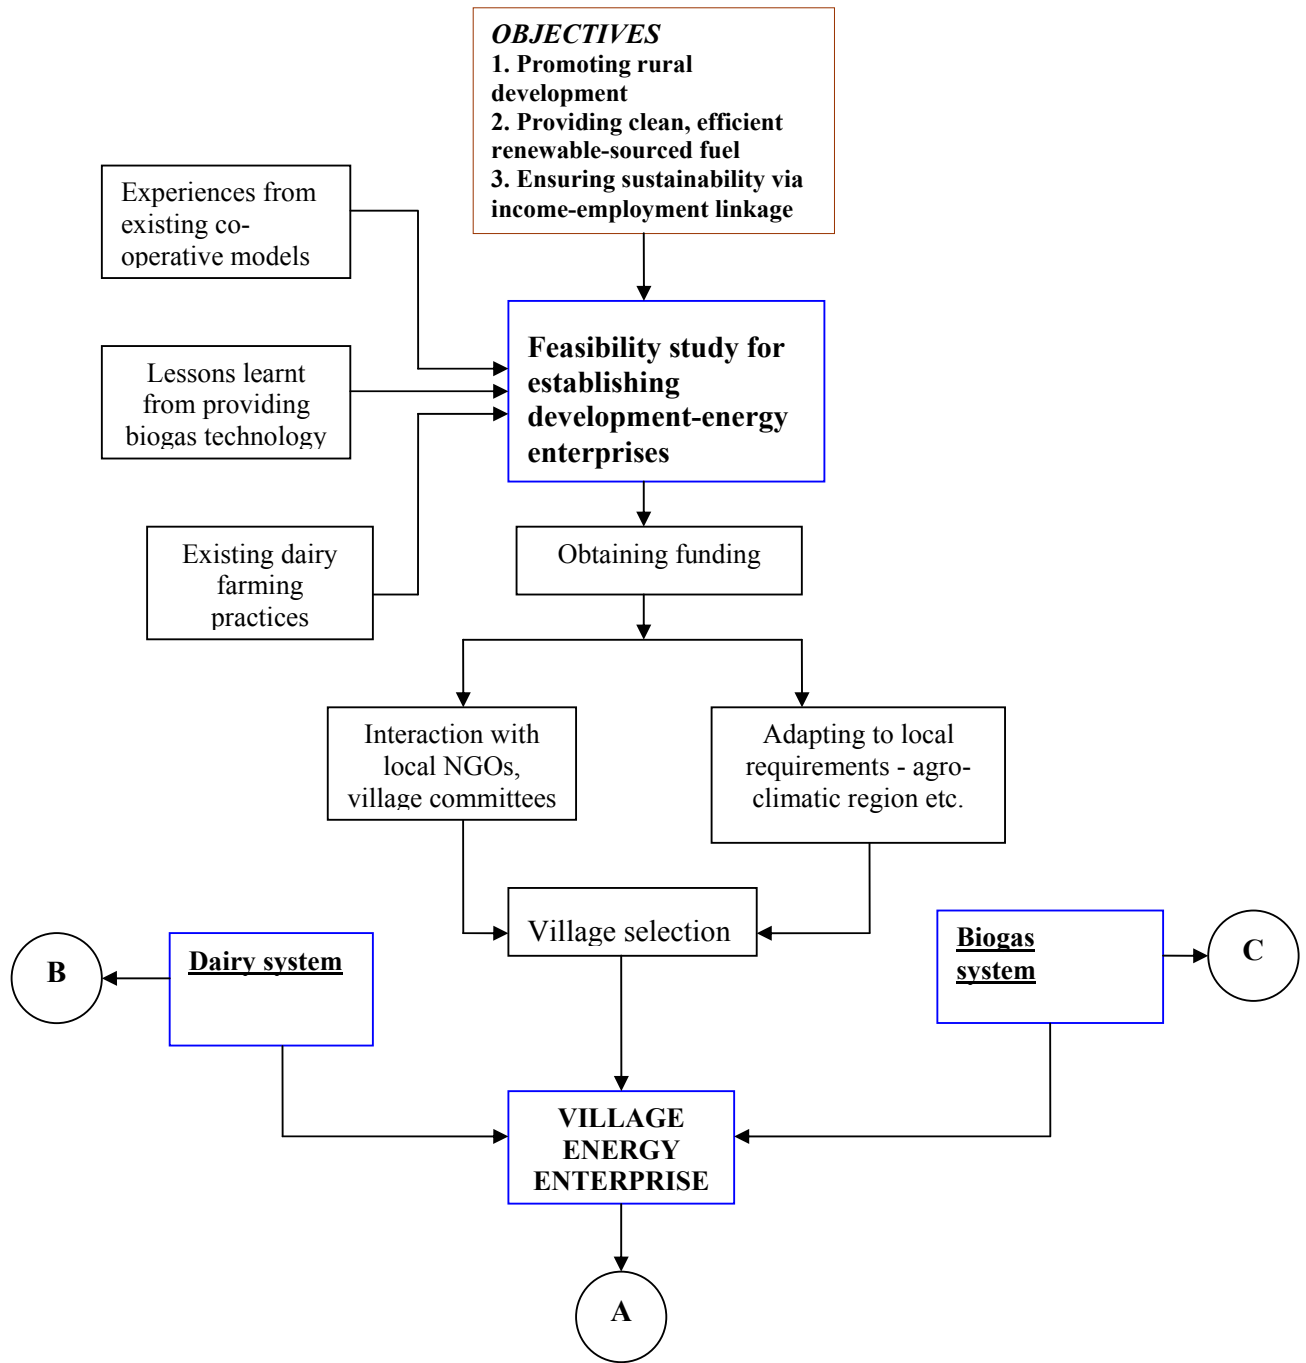 OBJECTIVES
1. Promoting rural
development
2. Providing clean, efficient
renewable-sourced fuel
3. Ensuring sustainability via
income-employment linkage
Experiences from
existing co-
operative models
Feasibility study for
establishing
development-energy
enterprises
Lessons learnt
from providing
biogas technology
Existing dairy
farming
practices
Obtaining funding
Interaction with
local NGOs,
village committees
Adapting to local
requirements - agro-
climatic region etc.
Village selection
B
Dairy system
Biogas
system
C
VILLAGE
ENERGY
ENTERPRISE
A